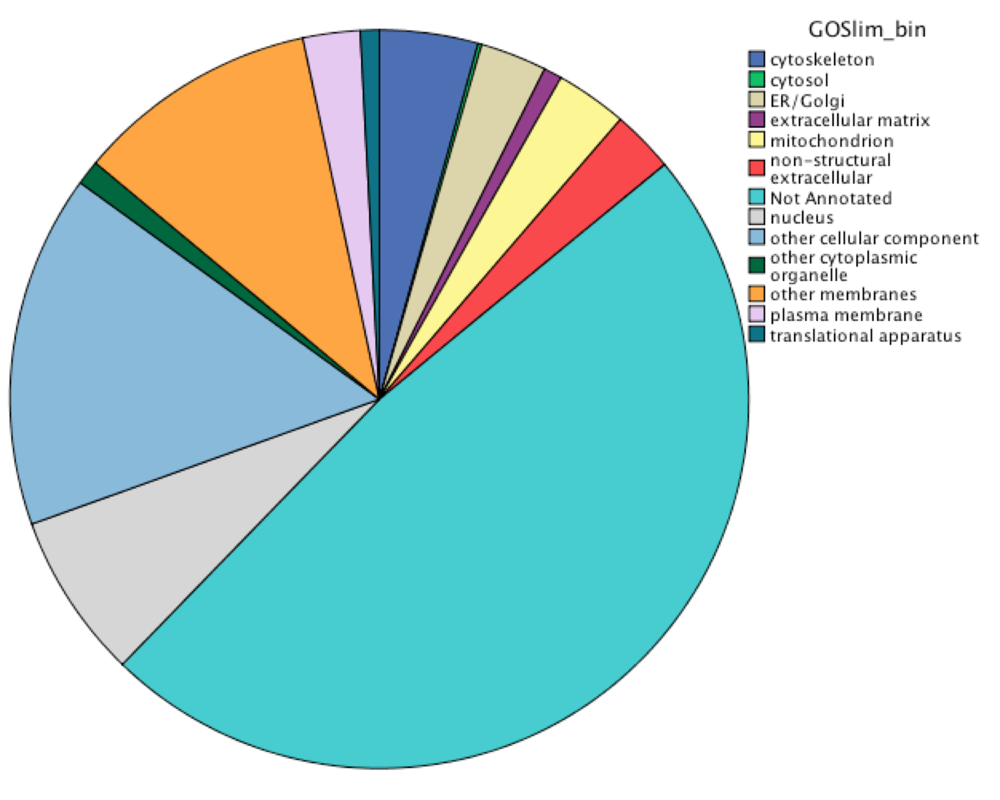 GOSlim_bin
cytoskeleton
cytosol
ER/Golgi
extracellular matrix
mitochondrion
non-structural
extracellular
Not Annotated
nucleus
other cellular component
other cytoplasmic
organelle
other membranes
plasma membrane
translational apparatus